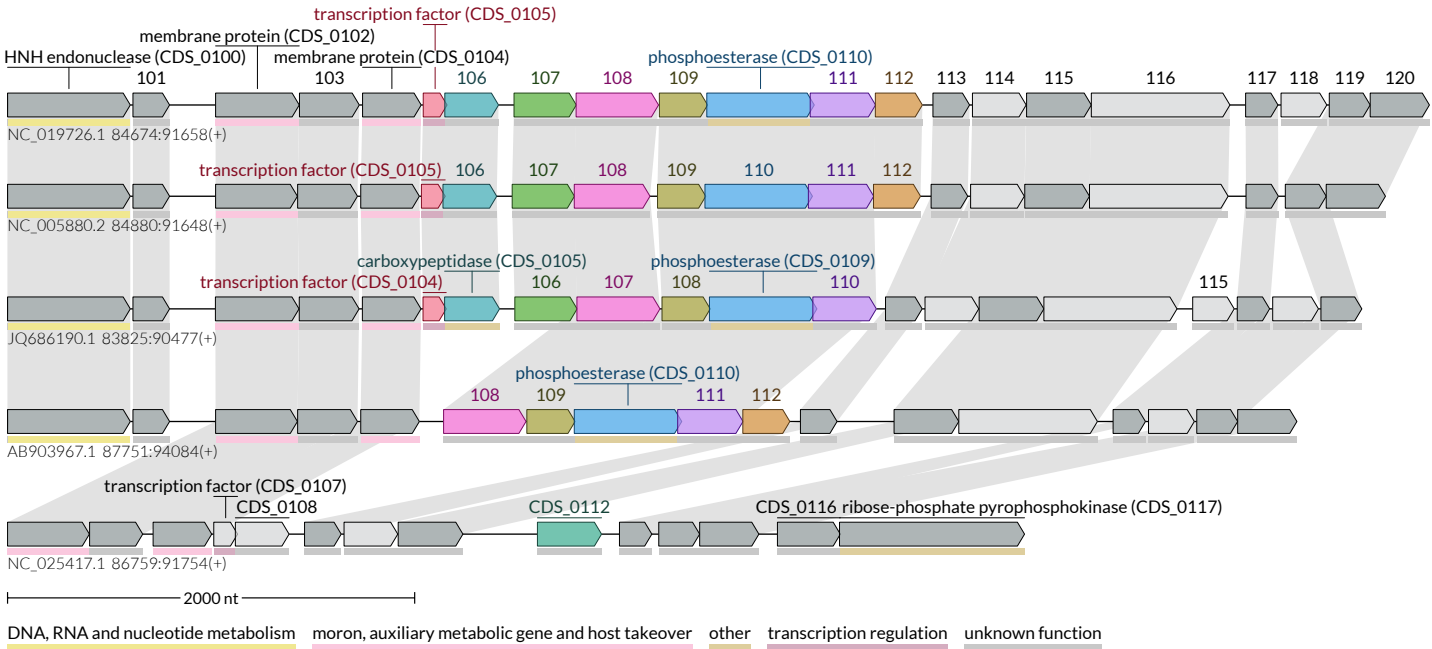 transcription factor (CDS_0105)
membrane protein (CDS_0102)
HNH endonuclease (CDS_0100) membrane protein (CDS_0104) phosphoesterase (CDS_0110)
101 103 106 107 108 109 111 112 113 114 115 116 117 118 119 120
NC_019726.1 84674:91658(+)
transcription factor (CDS_0105) 106 107 108 109 110 111 112
NC_005880.2 84880:91648(+)
carboxypeptidase (CDS_0105) phosphoesterase (CDS_0109)
transcription factor (CDS_0104) 106 107 108 110 115
JQ686190.1 83825:90477(+)
phosphoesterase (CDS_0110)
108 109 111 112
AB903967.1 87751:94084(+)
transcription factor (CDS_0107)
CDS_0108 CDS_0112 CDS_0116 ribose-phosphate pyrophosphokinase (CDS_0117)
NC_025417.1 86759:91754(+)
2000 nt
DNA, RNA and nucleotide metabolism moron, auxiliary metabolic gene and host takeover other transcription regulation unknown function